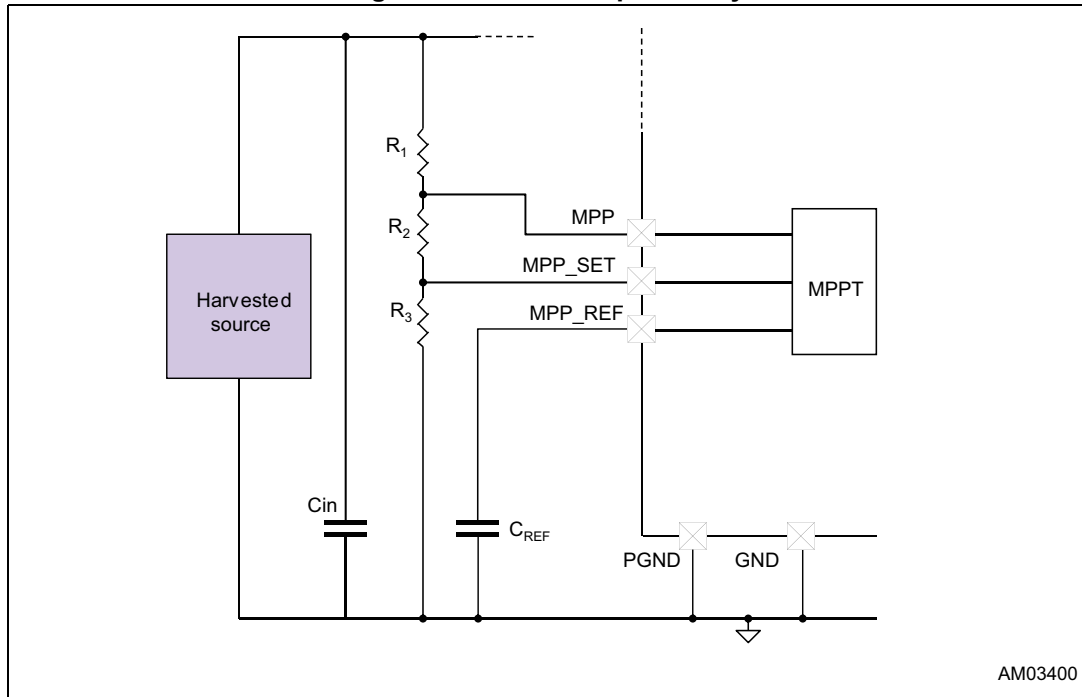 R1
MPP
R2
MPP_SET
MPPT
Harvested
source
R3
MPP_REF
Cin
CREF
PGND
GND
AM03400